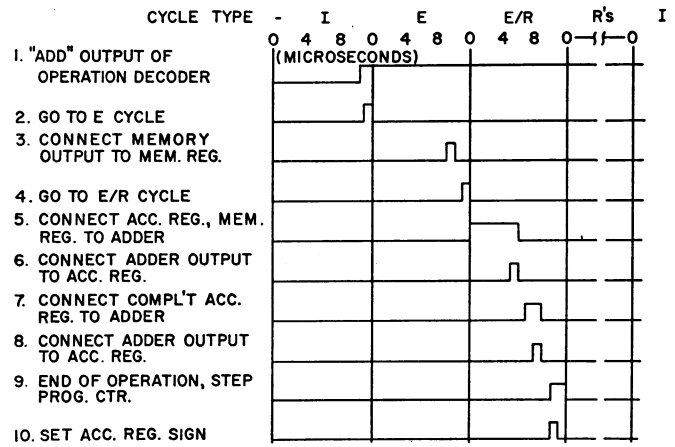 CYCLE TYPE - I E E/R R's I
0 4 8 0 4 8 0 4 8 0 0
(MICROSECONDS)
1. "ADD" OUTPUT OF
OPERATION DECODER
2. GO TO E CYCLE
3. CONNECT MEMORY
OUTPUT TO MEM. REG.
4. GO TO E/R CYCLE
5. CONNECT ACC. REG., MEM.
REG. TO ADDER
6. CONNECT ADDER OUTPUT
TO ACC. REG.
7. CONNECT COMPL'T ACC.
REG. TO ADDER
8. CONNECT ADDER OUTPUT
TO ACC. REG.
9. END OF OPERATION, STEP
PROG. CTR.
10. SET ACC. REG. SIGN